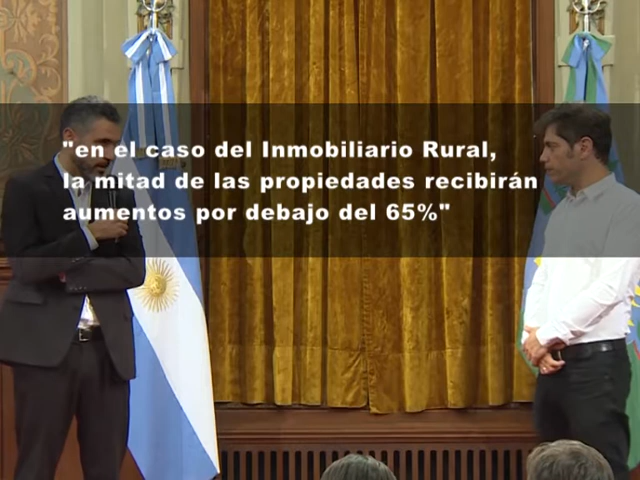 "en el caso del Inmobiliario Rural,
la mitad de las propiedades recibirán
aumentos por debajo del 65%"